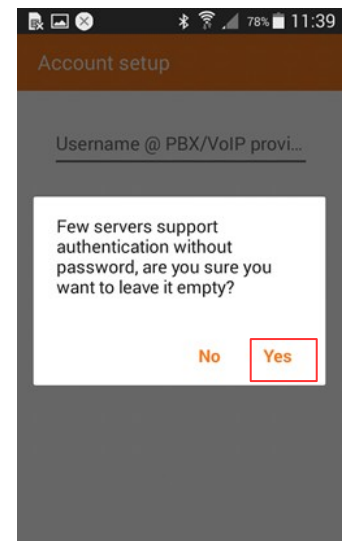 78% 11:39
Account setup
Username @ PBX/VoIP provi...
Few servers support
authentication without
password, are you sure you
want to leave it empty?
No Yes